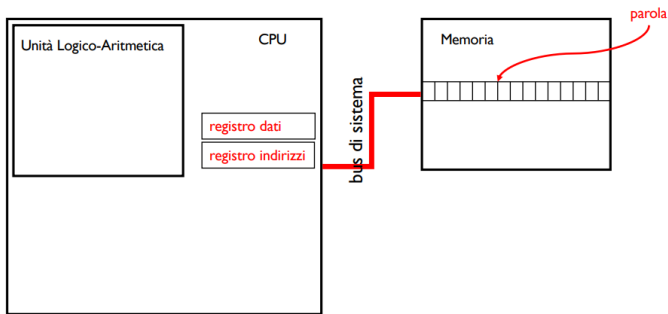 parola
Unità Logico-Aritmetica
CPU
Memoria
bus di sistema
registro dati
registro indirizzi